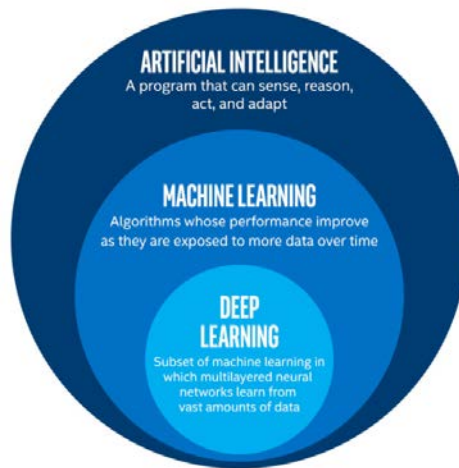 ARTIFICIAL INTELLIGENCE
A program that can sense, reason,
act, and adapt
MACHINE LEARNING
Algorithms whose performance improve
as they are exposed to more data over time
DEEP
LEARNING
Subset of machine learning in
which multilayered neural
networks learn from
vast amounts of data